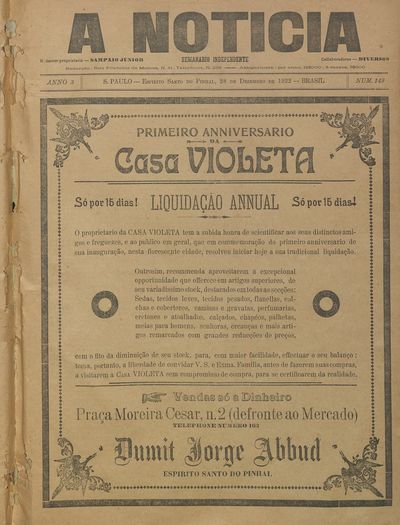 A NOTICIA
Director-proprietario — SAMPAIO JUNIOR
SEMANARIO INDEPENDENTE
Collaboradores — DIVERSOS
ANNO 3
S. PAULO — Espirito Santo do Pinhal, 28 de Dezembro de 1922 — BRASIL
NUM. 149
PRIMEIRO ANNIVERSARIO
DA
Casa VIOLETA
Só por 15 dias! LIQUIDAÇÃO ANNUAL Só por 15 dias!
O proprietario da CASA VIOLETA tem a subida honra de scientificar aos seus distinctos ami-
gos e freguezes, e ao publico em geral, que em commemoração do primeiro anniversario de
sua inauguração, nesta florescente cidade, resolveu iniciar hoje a sua tradicional liquidação.
Outrosim, recommenda aproveitarem a excepcional
opportunidade que offerece em artigos superiores, de
seu variadissimo stock, destacados em todas as secções:
Sedas, tecidos leves, tecidos pesados, flanellas, col-
chas e cobertores, camisas e gravatas, perfumarias,
cretones e atoalhados, calçados, chapéos, palhetas,
meias para homens, senhoras, creanças e mais arti-
gos remarcados com grandes reducções de preços,
com o fito da diminuição de seu stock, para, com maior facilidade, effectuar o seu balanço;
toma, portanto, a liberdade de convidar V. S. e Exma. Familia, antes de fazerem suas compras,
a visitarem a CASA VIOLETA sem compromisso de compra, para se certificarem da realidade.
Vendas só a Dinheiro
Praça Moreira Cesar, n. 2 (defronte ao Mercado)
TELEPHONE NUMERO 163
Dumit Jorge Abbud
ESPIRITO SANTO DO PINHAL